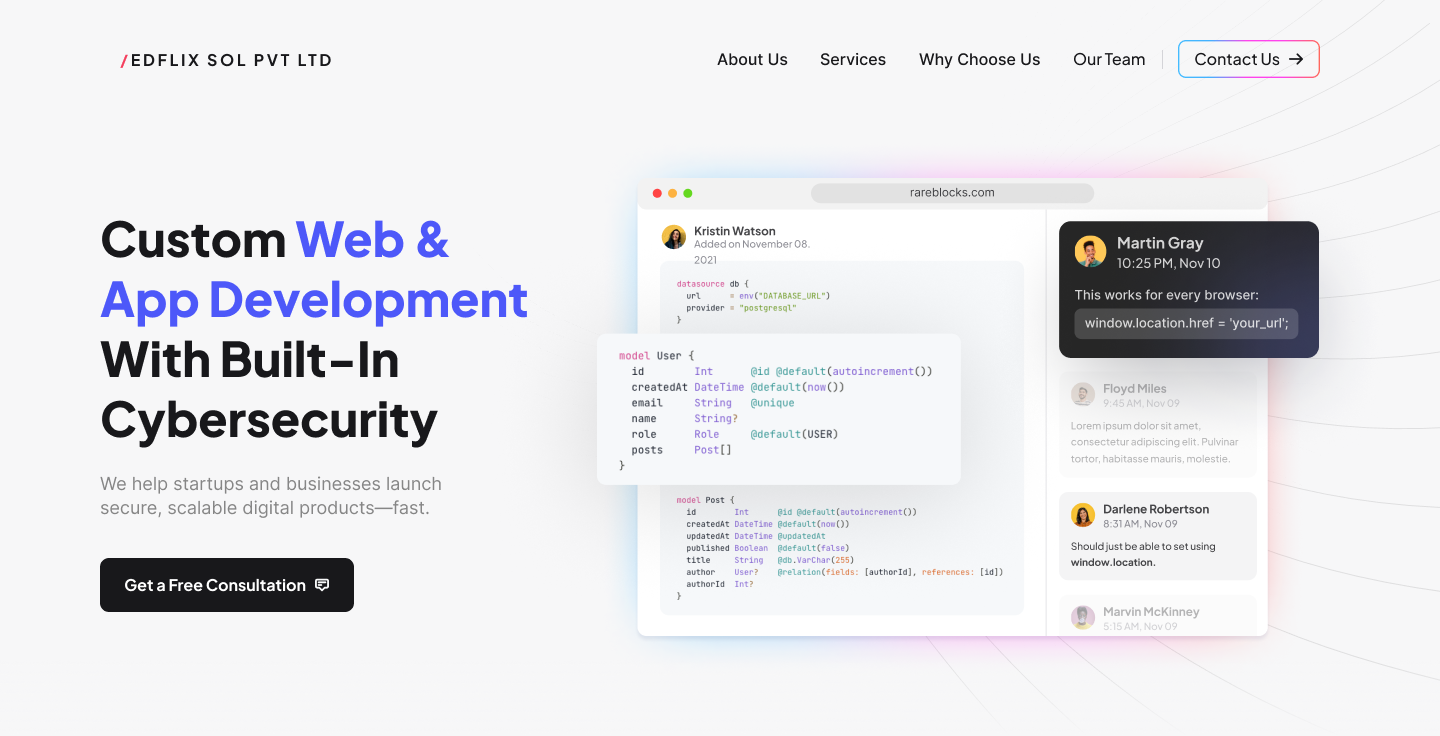 /EDFLIX SOL PVT LTD
About Us
Services
Why Choose Us
Our Team
Contact Us
Custom Web &
App Development
With Built-In
Cybersecurity
We help startups and businesses launch
secure, scalable digital products—fast.
Get a Free Consultation
rareblocks.com
Kristin Watson
Added on November 08.
2021
datasource db {
url = env("DATABASE_URL")
provider = "postgresql"
}
model User {
id Int @id @default(autoincrement())
createdAt DateTime @default(now())
email String @unique
name String?
role Role @default(USER)
posts Post[]
}
model Post {
id Int @id @default(autoincrement())
createdAt DateTime @default(now())
updatedAt DateTime @updatedAt
published Boolean @default(false)
title String @db.VarChar(255)
author User? @relation(fields: [authorId], references: [id])
authorId Int?
}
Martin Gray
10:25 PM, Nov 10
This works for every browser:
window.location.href = 'your_url';
Floyd Miles
9:45 AM, Nov 09
Lorem ipsum dolor sit amet,
consectetur adipiscing elit. Pulvinar
tortor, habitasse mauris, molestie.
Darlene Robertson
8:31 AM, Nov 09
Should just be able to set using
window.location.
Marvin McKinney
5:15 AM, Nov 09